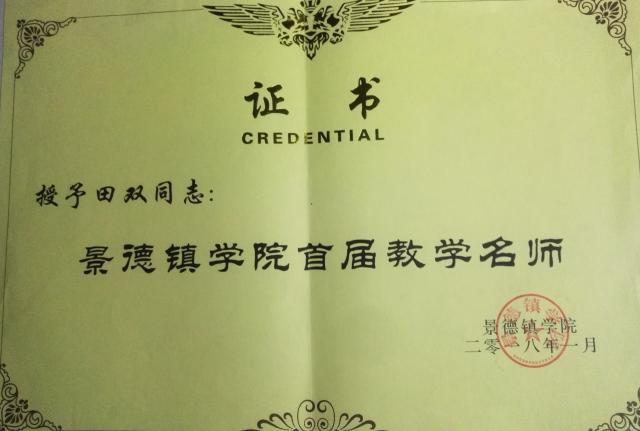 证 书
CREDENTIAL
授予田双同志：
景德镇学院首届教学名师
景德镇学院
二零一八年一月